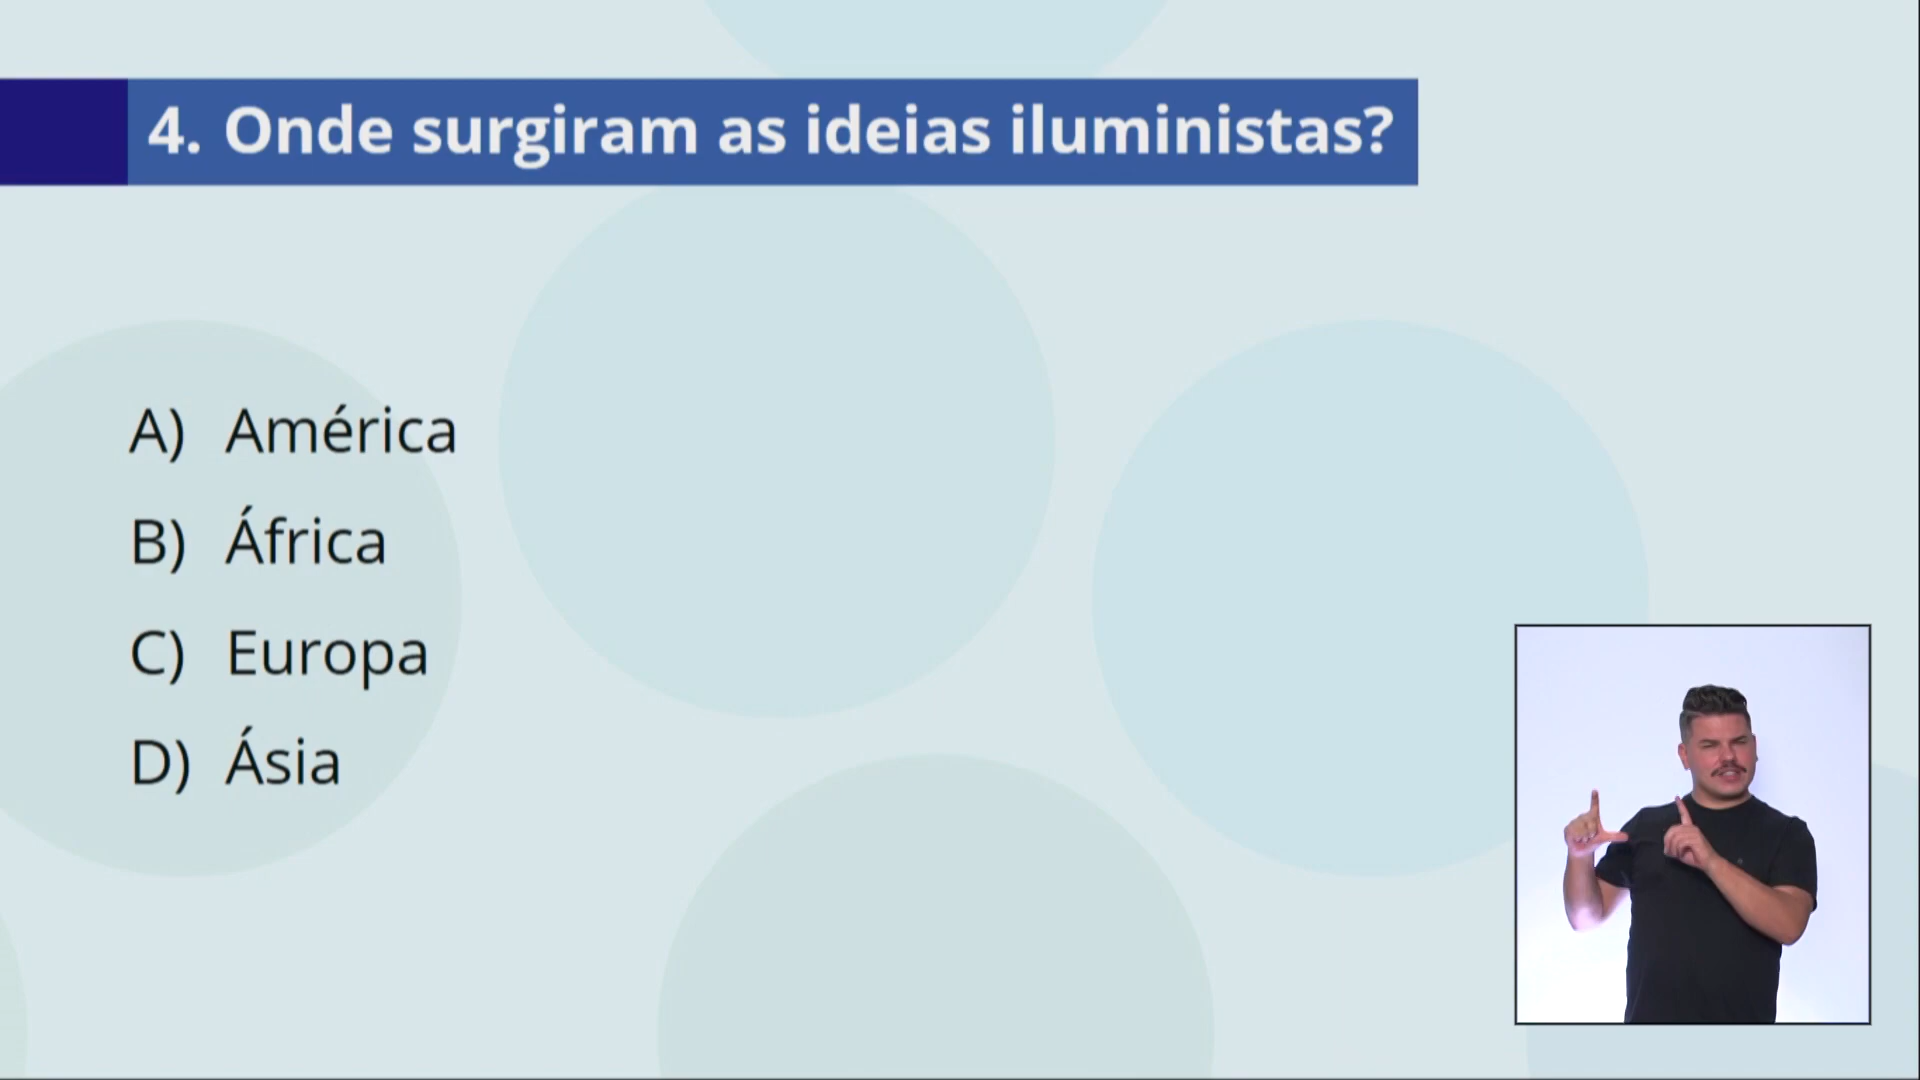 4. Onde surgiram as ideias iluministas?
A) América
B) África
C) Europa
D) Ásia